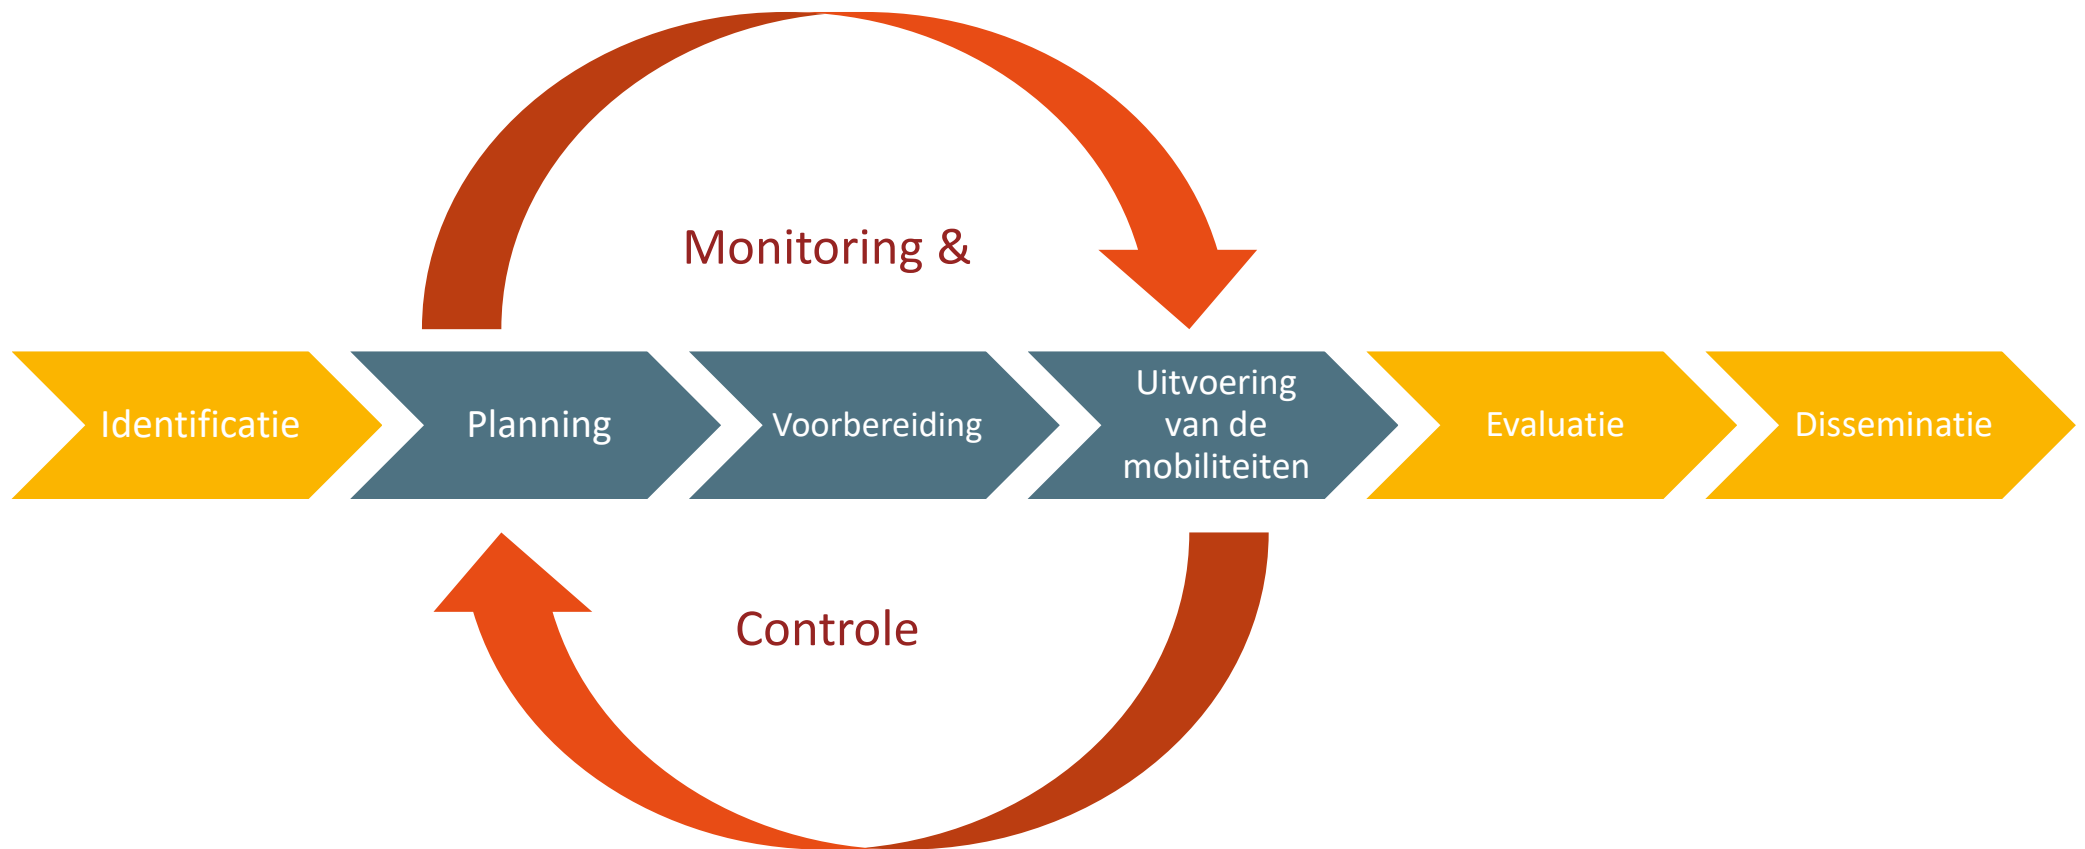 Monitoring &
Identificatie
Planning
Voorbereiding
Uitvoering
van de
mobiliteiten
Evaluatie
Disseminatie
Controle